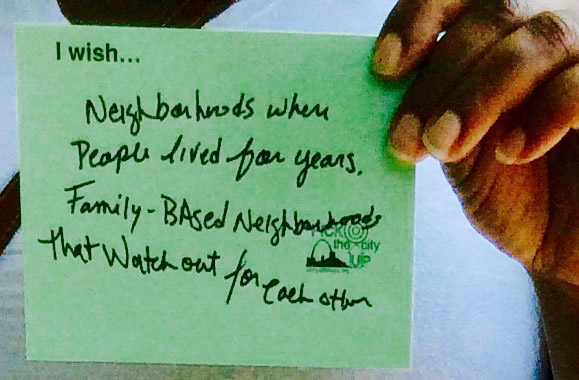 I wish...
Neighborhoods when
People lived for years.
Family-BAsed Neighborhoods
that Watch out for each other
PICK
the city
UP